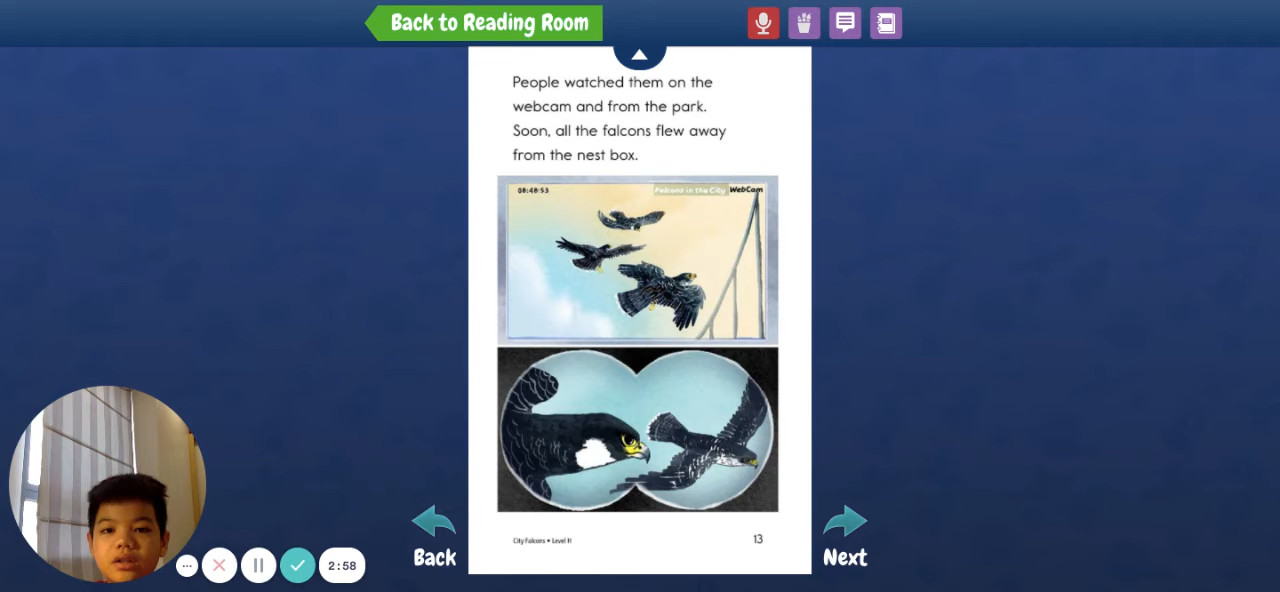 Back to Reading Room
People watched them on the
webcam and from the park.
Soon, all the falcons flew away
from the nest box.
08:48:53
Falcons in the City WebCam
Back
Next
City Falcons • Level H
13
2:58